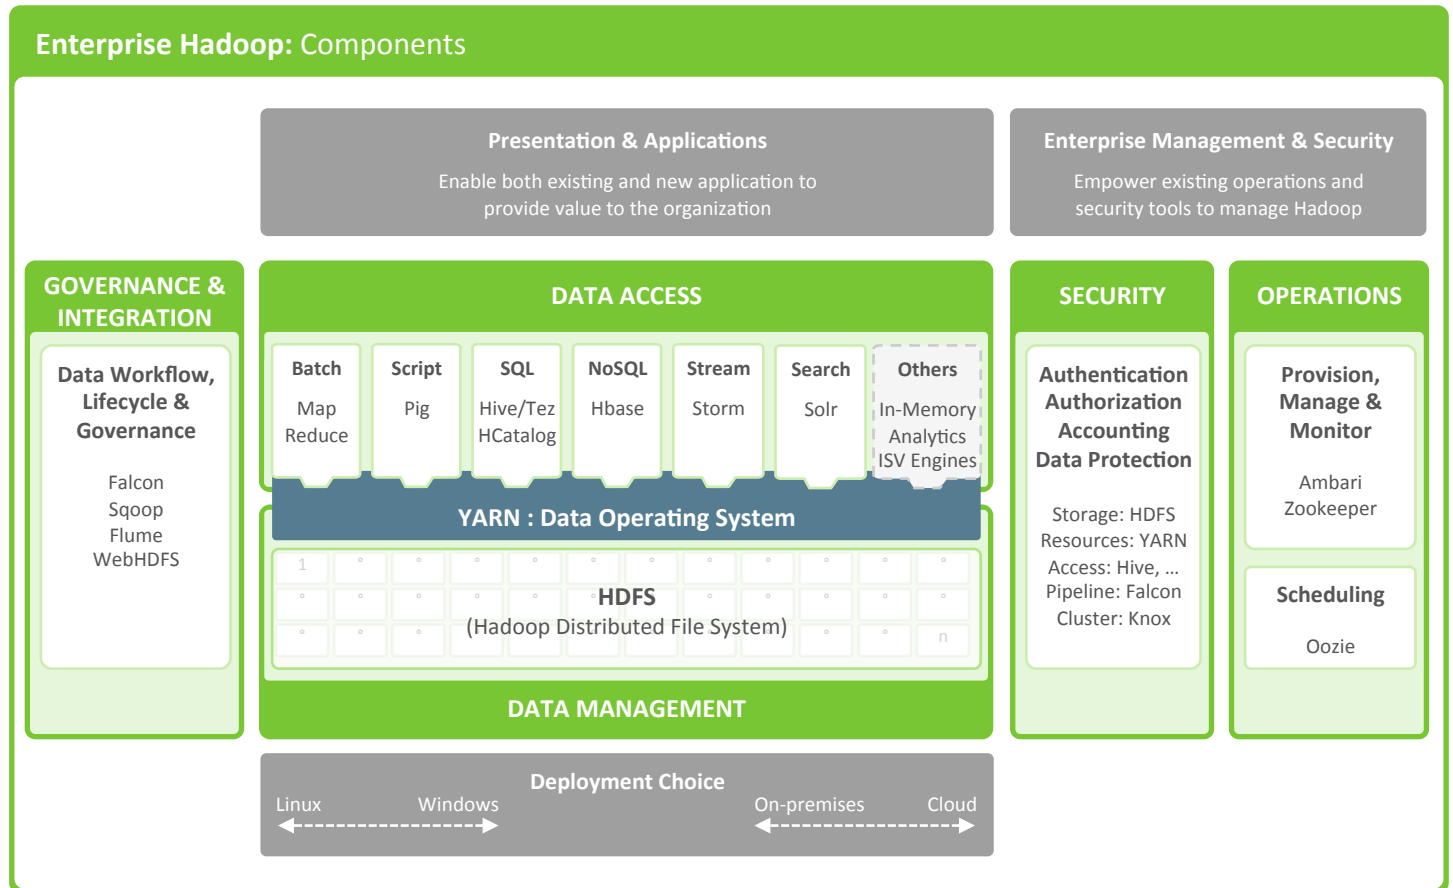 Enterprise Hadoop: Components
Presentation & Applications
Enable both existing and new application to
provide value to the organization
Enterprise Management & Security
Empower existing operations and
security tools to manage Hadoop
GOVERNANCE &
INTEGRATION
Data Workflow,
Lifecycle &
Governance
Falcon
Sqoop
Flume
WebHDFS
DATA ACCESS
Batch
Map
Reduce
Script
Pig
SQL
Hive/Tez
HCatalog
NoSQL
Hbase
Stream
Storm
Search
Solr
Others
In-Memory
Analytics
ISV Engines
YARN : Data Operating System
1 ° ° ° ° ° ° ° ° ° ° °
° ° ° ° ° ° ° ° ° ° ° °
HDFS
(Hadoop Distributed File System)
° ° ° ° ° ° ° ° ° ° ° n
DATA MANAGEMENT
SECURITY
Authentication
Authorization
Accounting
Data Protection
Storage: HDFS
Resources: YARN
Access: Hive, …
Pipeline: Falcon
Cluster: Knox
OPERATIONS
Provision,
Manage &
Monitor
Ambari
Zookeeper
Scheduling
Oozie
Deployment Choice
Linux Windows On-premises Cloud